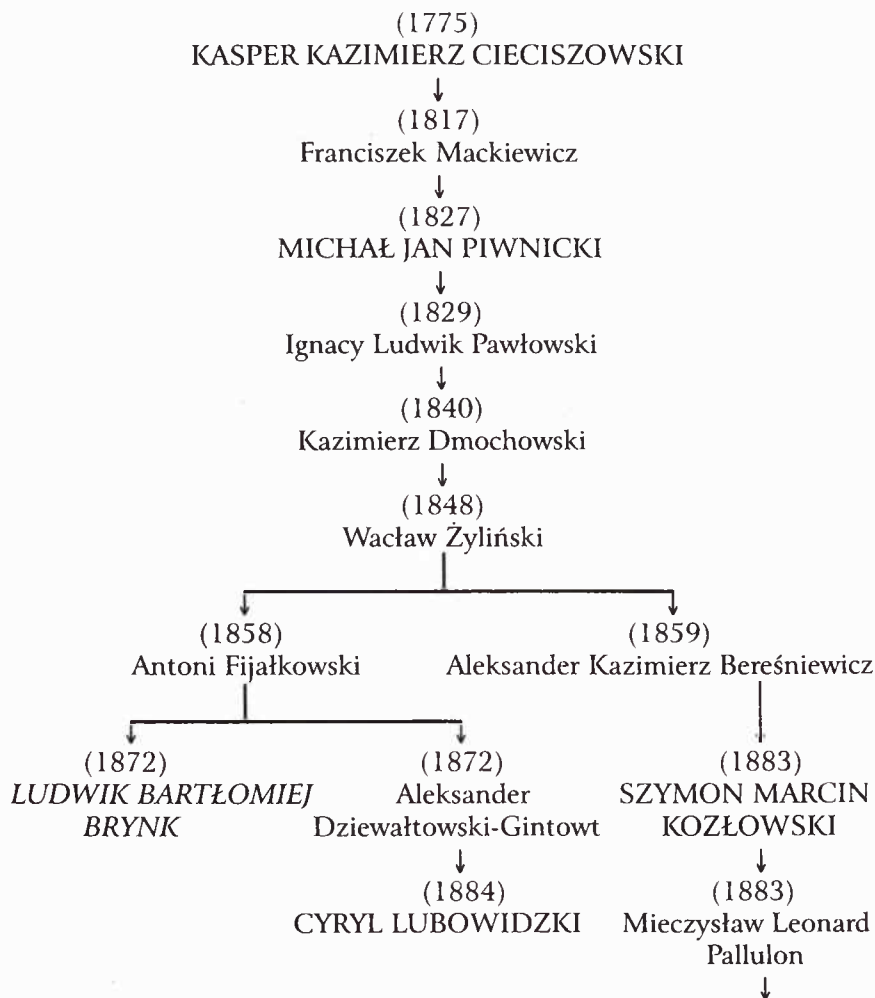 (1775)
KASPER KAZIMIERZ CIECISZOWSKI
(1817)
Franciszek Mackiewicz
(1827)
MICHAŁ JAN PIWNICKI
(1829)
Ignacy Ludwik Pawłowski
(1840)
Kazimierz Dmochowski
(1848)
Wacław Żyliński
(1858)
Antoni Fijałkowski
(1859)
Aleksander Kazimierz Bereśniewicz
(1872)
LUDWIK BARTŁOMIEJ
BRYNK
(1872)
Aleksander
Dziewałtowski-Gintowt
(1883)
SZYMON MARCIN
KOZŁOWSKI
(1884)
CYRYL LUBOWIDZKI
(1883)
Mieczysław Leonard
Pallulon